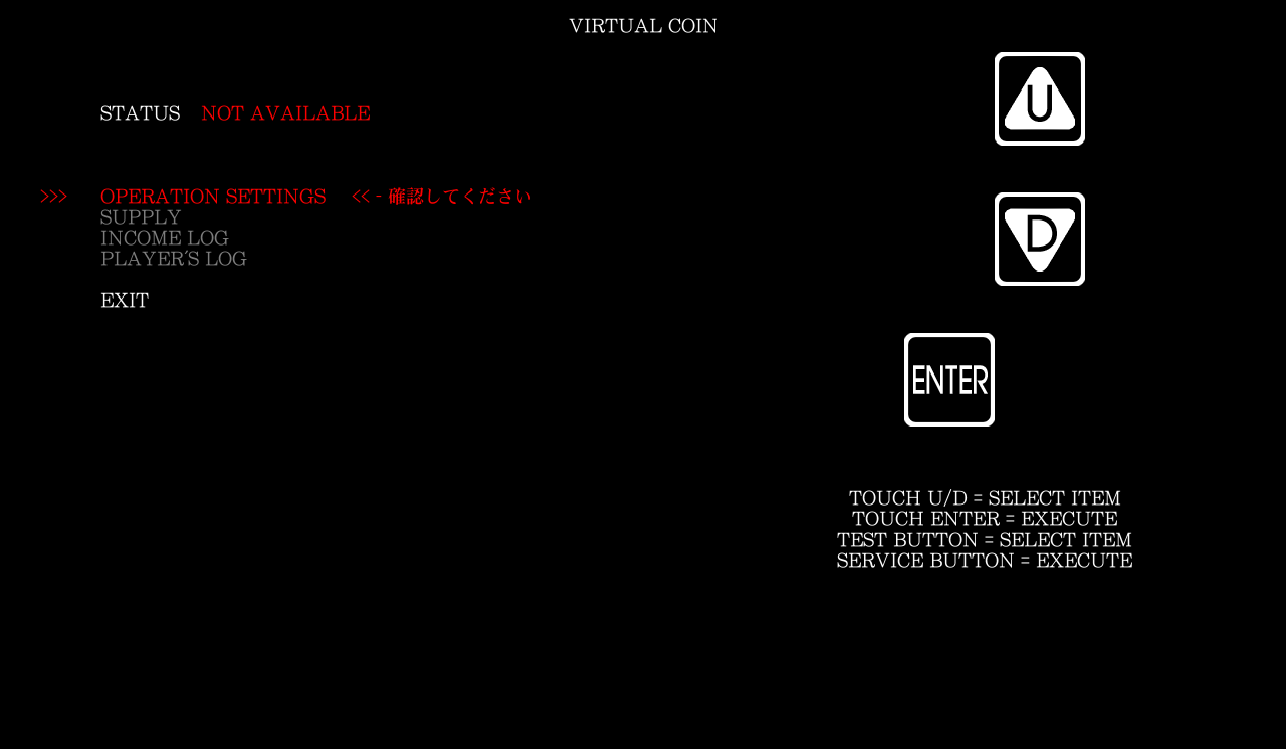 VIRTUAL COIN
STATUS NOT AVAILABLE
>>> OPERATION SETTINGS << - 確認してください
SUPPLY
INCOME LOG
PLAYER'S LOG
EXIT
U
D
ENTER
TOUCH U/D = SELECT ITEM
TOUCH ENTER = EXECUTE
TEST BUTTON = SELECT ITEM
SERVICE BUTTON = EXECUTE